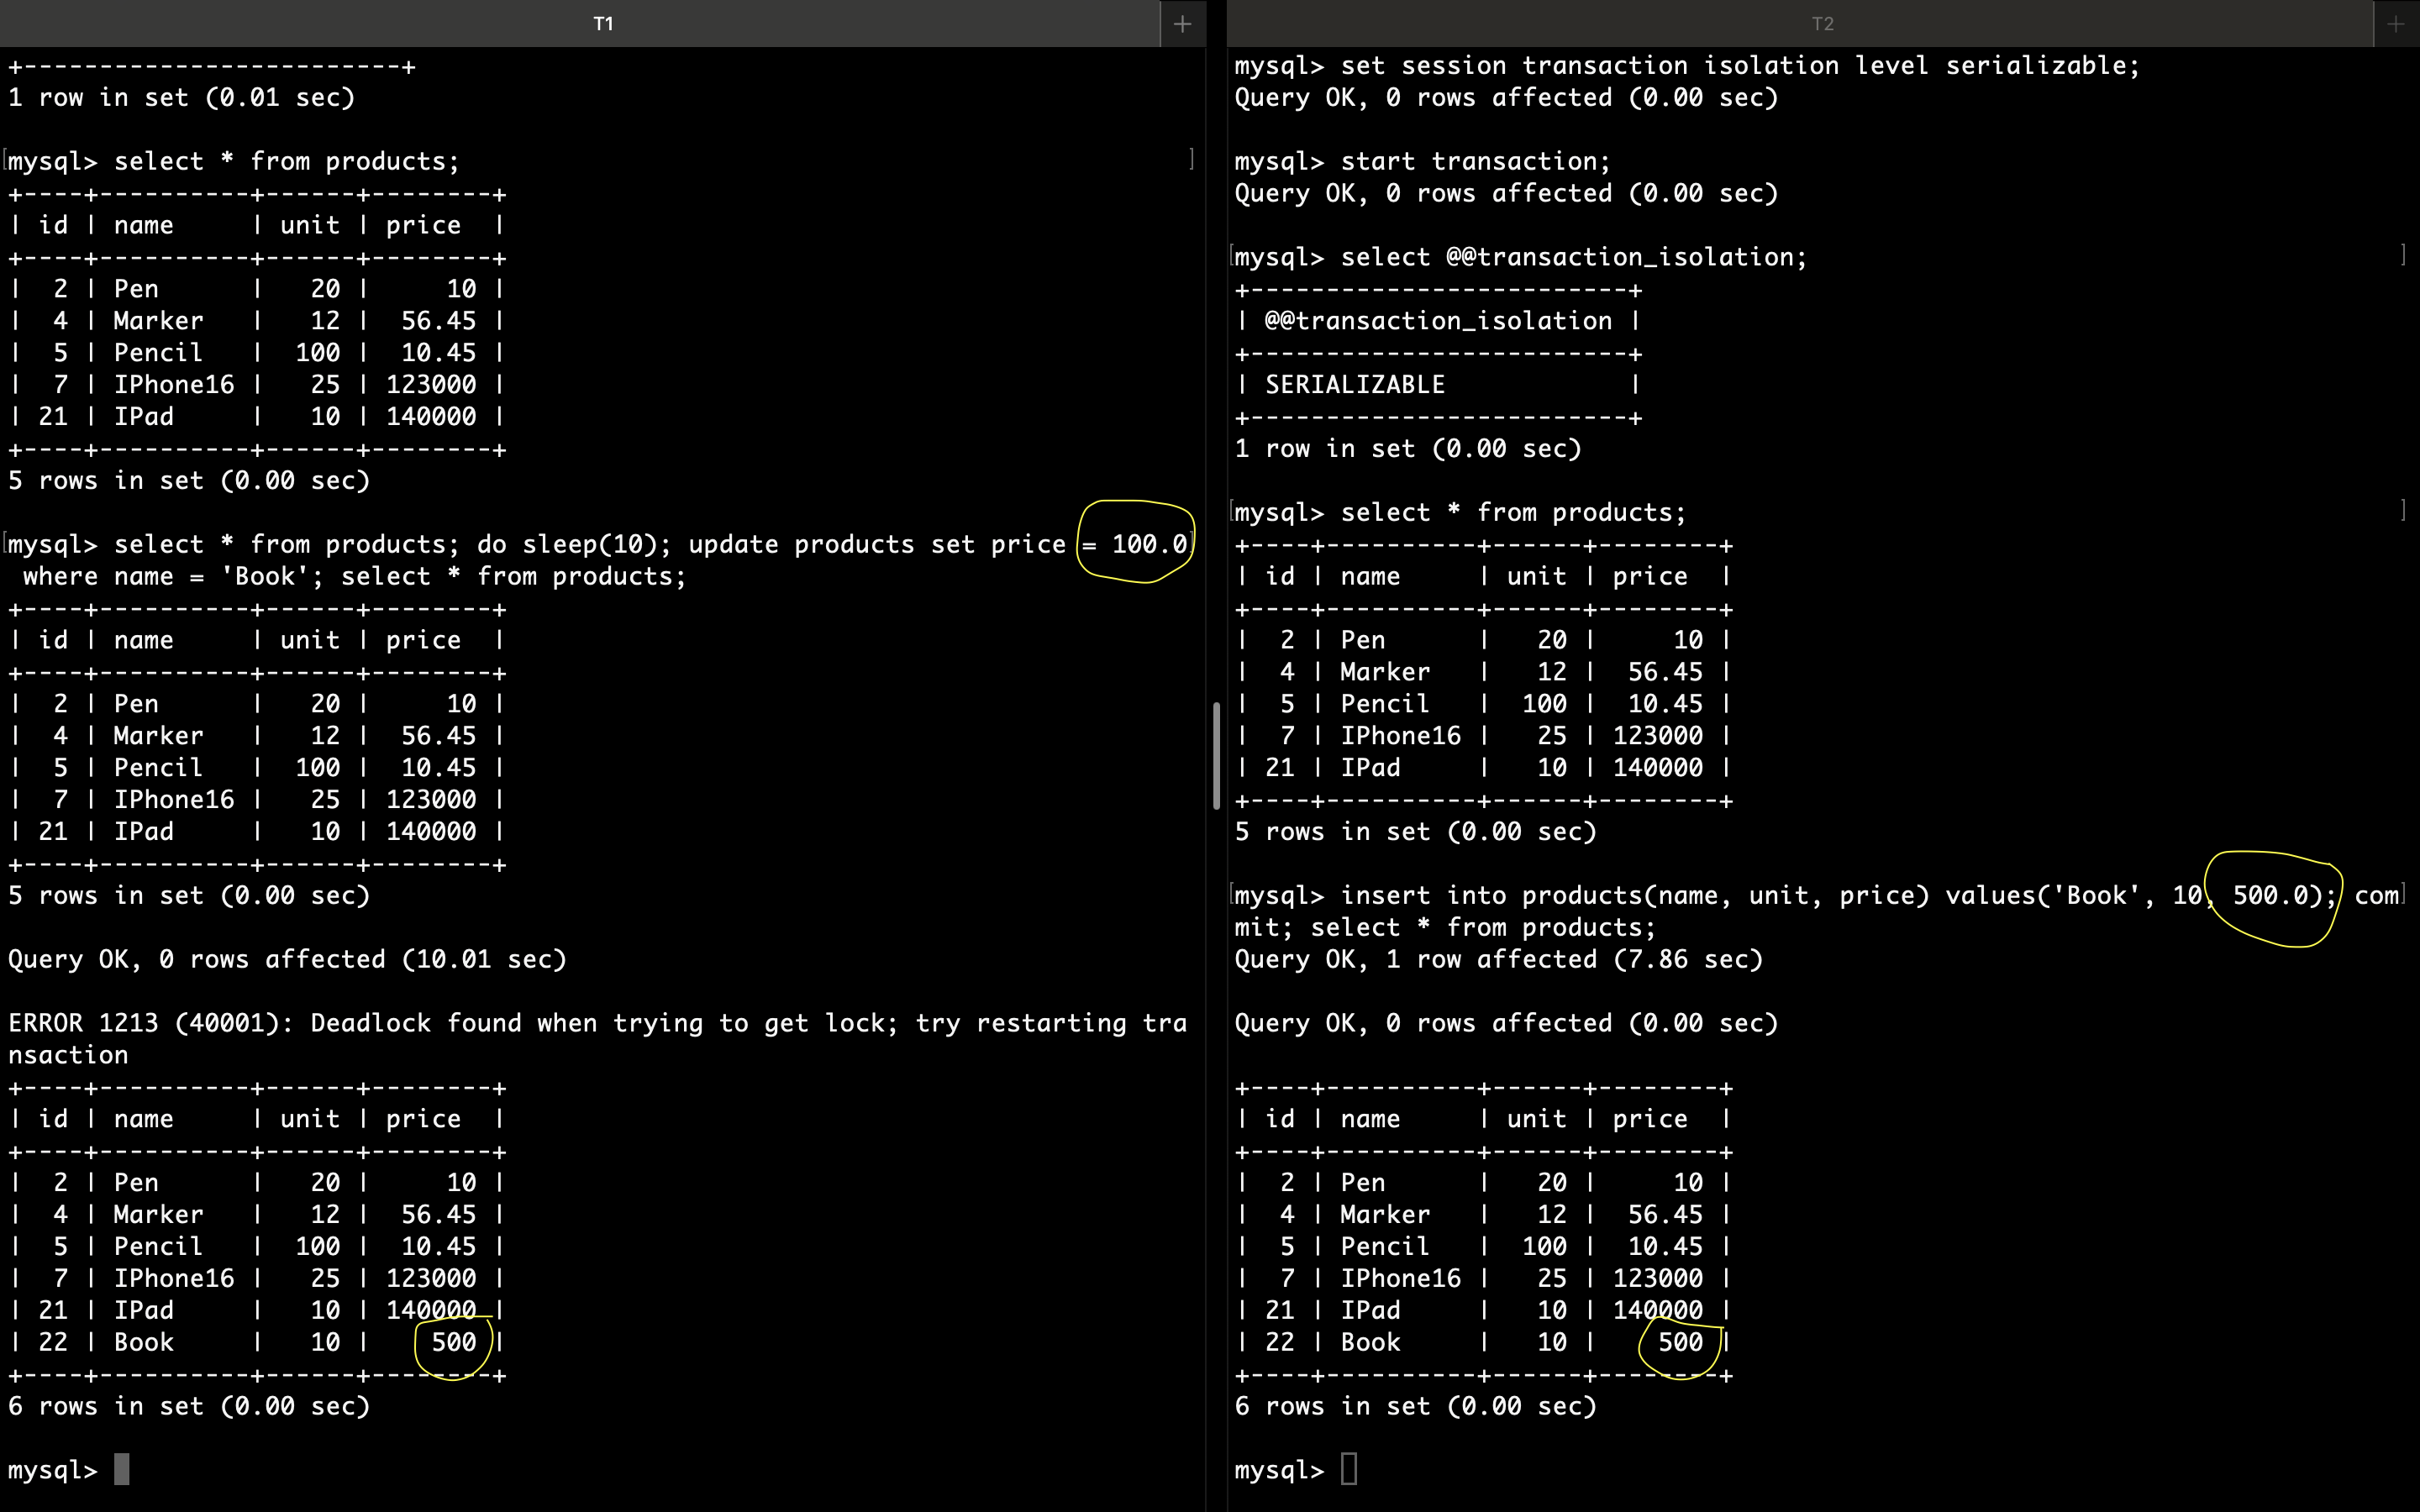 T1
+
+-------------------------+
1 row in set (0.01 sec)
[mysql> select * from products; ]
+----+----------+------+--------+
| id | name     | unit | price  |
+----+----------+------+--------+
|  2 | Pen      |   20 |     10 |
|  4 | Marker   |   12 |  56.45 |
|  5 | Pencil   |  100 |  10.45 |
|  7 | IPhone16 |   25 | 123000 |
| 21 | IPad     |   10 | 140000 |
+----+----------+------+--------+
5 rows in set (0.00 sec)
[mysql> select * from products; do sleep(10); update products set price = 100.0]
 where name = 'Book'; select * from products;
+----+----------+------+--------+
| id | name     | unit | price  |
+----+----------+------+--------+
|  2 | Pen      |   20 |     10 |
|  4 | Marker   |   12 |  56.45 |
|  5 | Pencil   |  100 |  10.45 |
|  7 | IPhone16 |   25 | 123000 |
| 21 | IPad     |   10 | 140000 |
+----+----------+------+--------+
5 rows in set (0.00 sec)
Query OK, 0 rows affected (10.01 sec)
ERROR 1213 (40001): Deadlock found when trying to get lock; try restarting tra
nsaction
+----+----------+------+--------+
| id | name     | unit | price  |
+----+----------+------+--------+
|  2 | Pen      |   20 |     10 |
|  4 | Marker   |   12 |  56.45 |
|  5 | Pencil   |  100 |  10.45 |
|  7 | IPhone16 |   25 | 123000 |
| 21 | IPad     |   10 | 140000 |
| 22 | Book     |   10 |    500 |
+----+----------+------+--------+
6 rows in set (0.00 sec)
mysql>
T2
+
mysql> set session transaction isolation level serializable;
Query OK, 0 rows affected (0.00 sec)
mysql> start transaction;
Query OK, 0 rows affected (0.00 sec)
[mysql> select @@transaction_isolation; ]
+-------------------------+
| @@transaction_isolation |
+-------------------------+
| SERIALIZABLE            |
+-------------------------+
1 row in set (0.00 sec)
[mysql> select * from products; ]
+----+----------+------+--------+
| id | name     | unit | price  |
+----+----------+------+--------+
|  2 | Pen      |   20 |     10 |
|  4 | Marker   |   12 |  56.45 |
|  5 | Pencil   |  100 |  10.45 |
|  7 | IPhone16 |   25 | 123000 |
| 21 | IPad     |   10 | 140000 |
+----+----------+------+--------+
5 rows in set (0.00 sec)
[mysql> insert into products(name, unit, price) values('Book', 10, 500.0); com]
mit; select * from products;
Query OK, 1 row affected (7.86 sec)
Query OK, 0 rows affected (0.00 sec)
+----+----------+------+--------+
| id | name     | unit | price  |
+----+----------+------+--------+
|  2 | Pen      |   20 |     10 |
|  4 | Marker   |   12 |  56.45 |
|  5 | Pencil   |  100 |  10.45 |
|  7 | IPhone16 |   25 | 123000 |
| 21 | IPad     |   10 | 140000 |
| 22 | Book     |   10 |    500 |
+----+----------+------+--------+
6 rows in set (0.00 sec)
mysql>